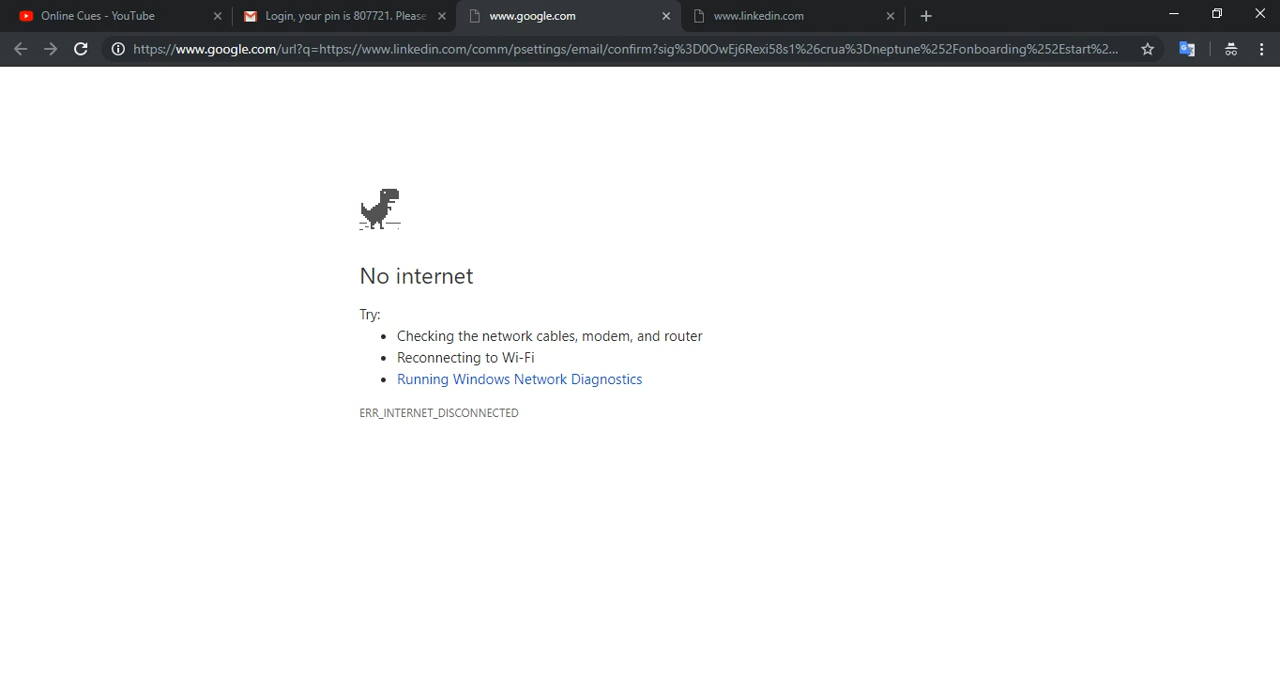 Online Cues - YouTube
Login, your pin is 807721. Please
www.google.com
www.linkedin.com
https://www.google.com/url?q=https://www.linkedin.com/comm/psettings/email/confirm?sig%3D0OwEj6Rexi58s1%26crua%3Dneptune%252Fonboarding%252Estart%2...
No internet
Try:
• Checking the network cables, modem, and router
• Reconnecting to Wi-Fi
• Running Windows Network Diagnostics
ERR_INTERNET_DISCONNECTED